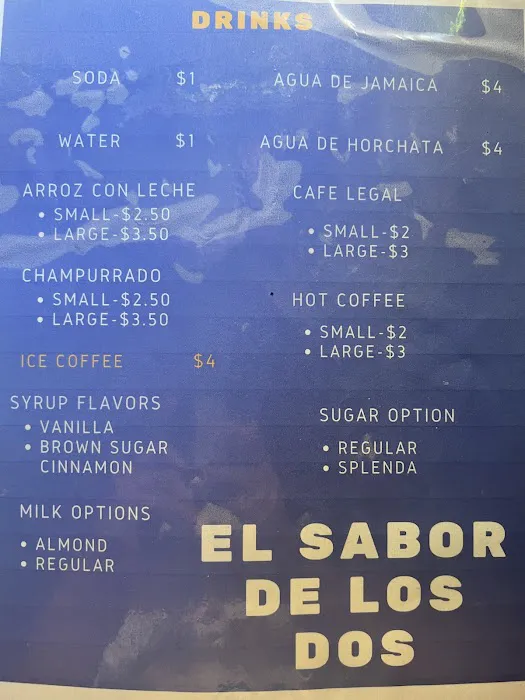 DRINKS
SODA $1
AGUA DE JAMAICA $4
WATER $1
AGUA DE HORCHATA $4
ARROZ CON LECHE
• SMALL-$2.50
• LARGE-$3.50
CAFE LEGAL
• SMALL-$2
• LARGE-$3
CHAMPURRADO
• SMALL-$2.50
• LARGE-$3.50
HOT COFFEE
• SMALL-$2
• LARGE-$3
ICE COFFEE $4
SYRUP FLAVORS
• VANILLA
• BROWN SUGAR
CINNAMON
SUGAR OPTION
• REGULAR
• SPLENDA
MILK OPTIONS
• ALMOND
• REGULAR
EL SABOR
DE LOS
DOS